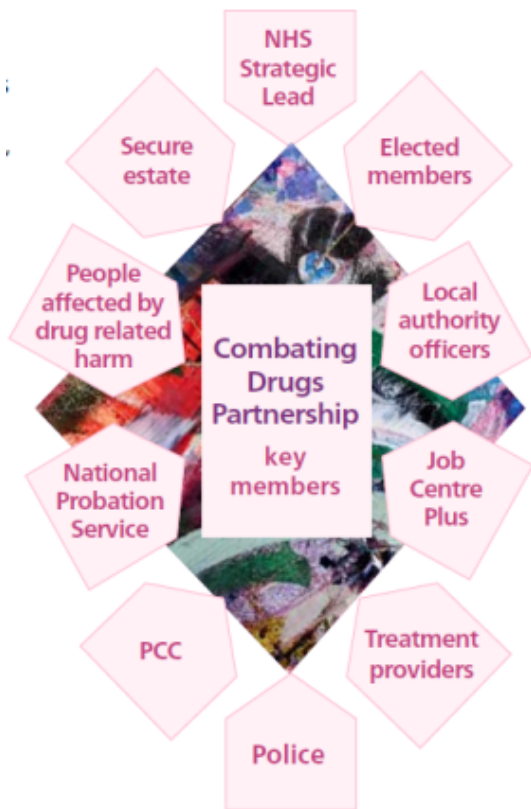 NHS
Strategic
Lead
Secure
estate
Elected
members
People
affected by
drug related
harm
Local
authority
officers
Combating
Drugs
Partnership
key
members
National
Probation
Service
Job
Centre
Plus
PCC
Treatment
providers
Police